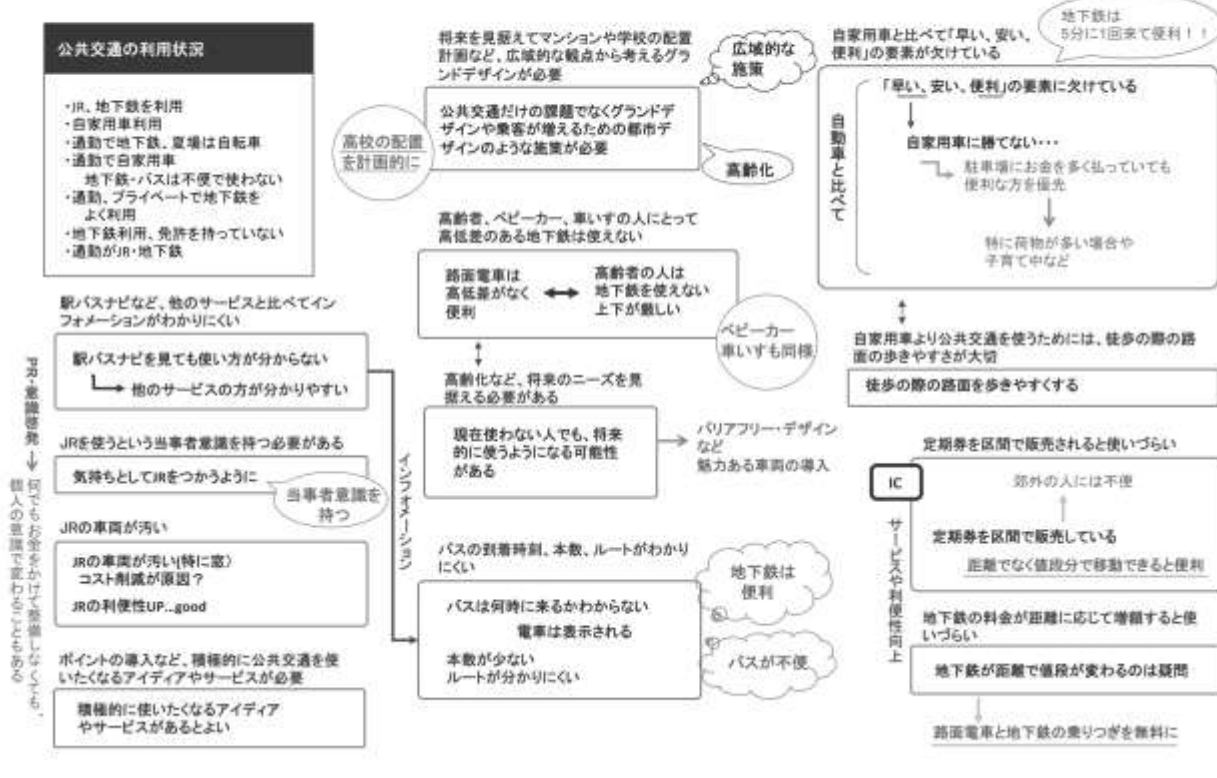 公共交通の利用状況
・JR、地下鉄を利用
・自家用車利用
・通勤で地下鉄、夏場は自転車
・通勤で自家用車
地下鉄・バスは不便で使わない
・通勤、プライベートで地下鉄を
よく利用
・地下鉄利用、免許を持っていない
・通勤がJR・地下鉄
駅バスナビなど、他のサービスと比べてイン
フォメーションがわかりにくい
駅バスナビを見ても使い方が分からない
他のサービスの方が分かりやすい
JRを使うという当事者意識を持つ必要がある
気持ちとしてJRをつかうように
当事者意識を
持つ
JRの車両が汚い
JRの車両が汚い(特に窓)
コスト削減が原因?
JRの利便性UP…good
ポイントの導入など、積極的に公共交通を使
いたくなるアイディアやサービスが必要
積極的に使いたくなるアイディア
やサービスがあるとよい
PR・意識啓発→何でもお金をかけて整備しなくても、
個人の意識で変わることもある
将来を見据えてマンションや学校の配置
計画など、広域的な観点から考えるグラ
ンドデザインが必要
広域的な
施策
公共交通だけの課題でなくグランドデ
ザインや乗客が増えるための都市デ
ザインのような施策が必要
高校の配置
を計画的に
高齢化
高齢者、ベビーカー、車いすの人にとって
高低差のある地下鉄は使えない
路面電車は
高低差がなく
便利
高齢者の人は
地下鉄を使えない
上下が厳しい
ベビーカー
車いすも同様
高齢化など、将来のニーズを見
据える必要がある
現在使わない人でも、将来
的に使うようになる可能性
がある
バリアフリー・デザイン
など
魅力ある車両の導入
インフォメーション
バスの到着時刻、本数、ルートがわかり
にくい
バスは何時に来るかわからない
電車は表示される
本数が少ない
ルートが分かりにくい
地下鉄は
便利
バスが不便
自家用車と比べて「早い、安い、
便利」の要素が欠けている
地下鉄は
5分に1回来て便利!!
自動車と比べて
「早い、安い、便利」の要素に欠けている
自家用車に勝てない・・・
駐車場にお金を多く払っていても
便利な方を優先
特に荷物が多い場合や
子育て中など
自家用車より公共交通を使うためには、徒歩の際の路
面の歩きやすさが大切
徒歩の際の路面を歩きやすくする
定期券を区間で販売されると使いづらい
IC
サービスや利便性向上
郊外の人には不便
定期券を区間で販売している
距離でなく値段分で移動できると便利
地下鉄の料金が距離に応じて増額すると使
いづらい
地下鉄が距離で値段が変わるのは疑問
路面電車と地下鉄の乗りつぎを無料に